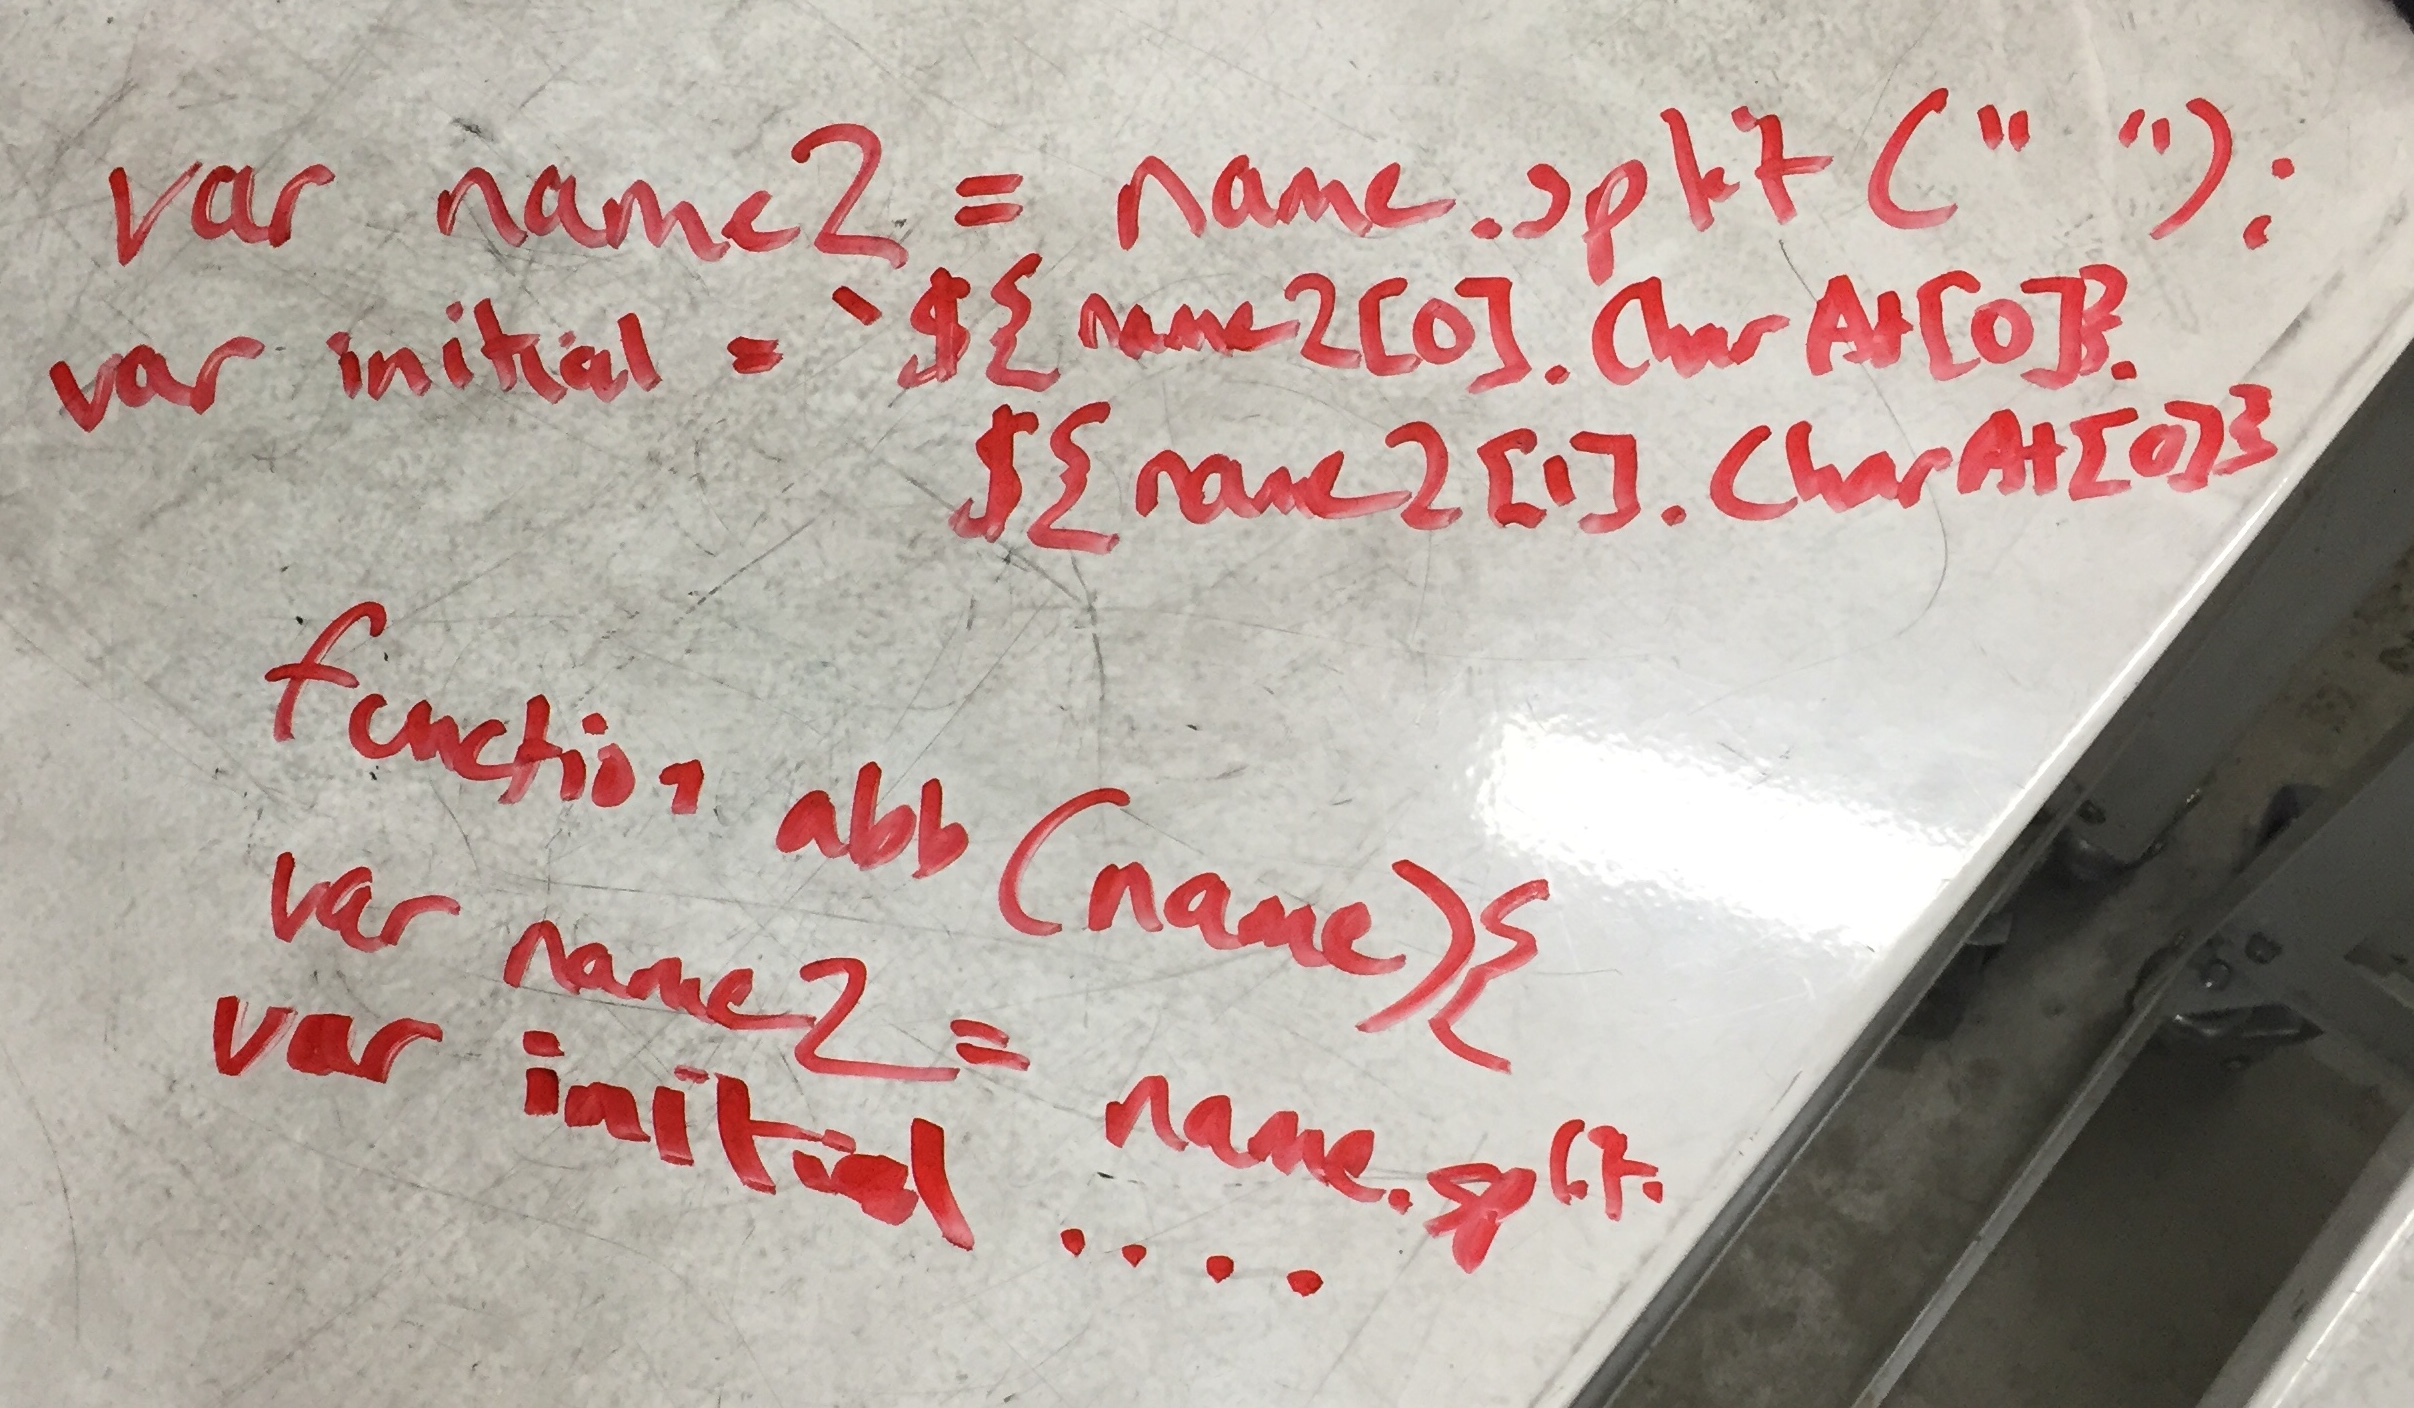 var name2 = name.split(" ");
var initial = `${name2[0].CharAt[0]}.
${name2[1].CharAt[0]}
function abb (name){
var name2 = name.split.
var initial ....